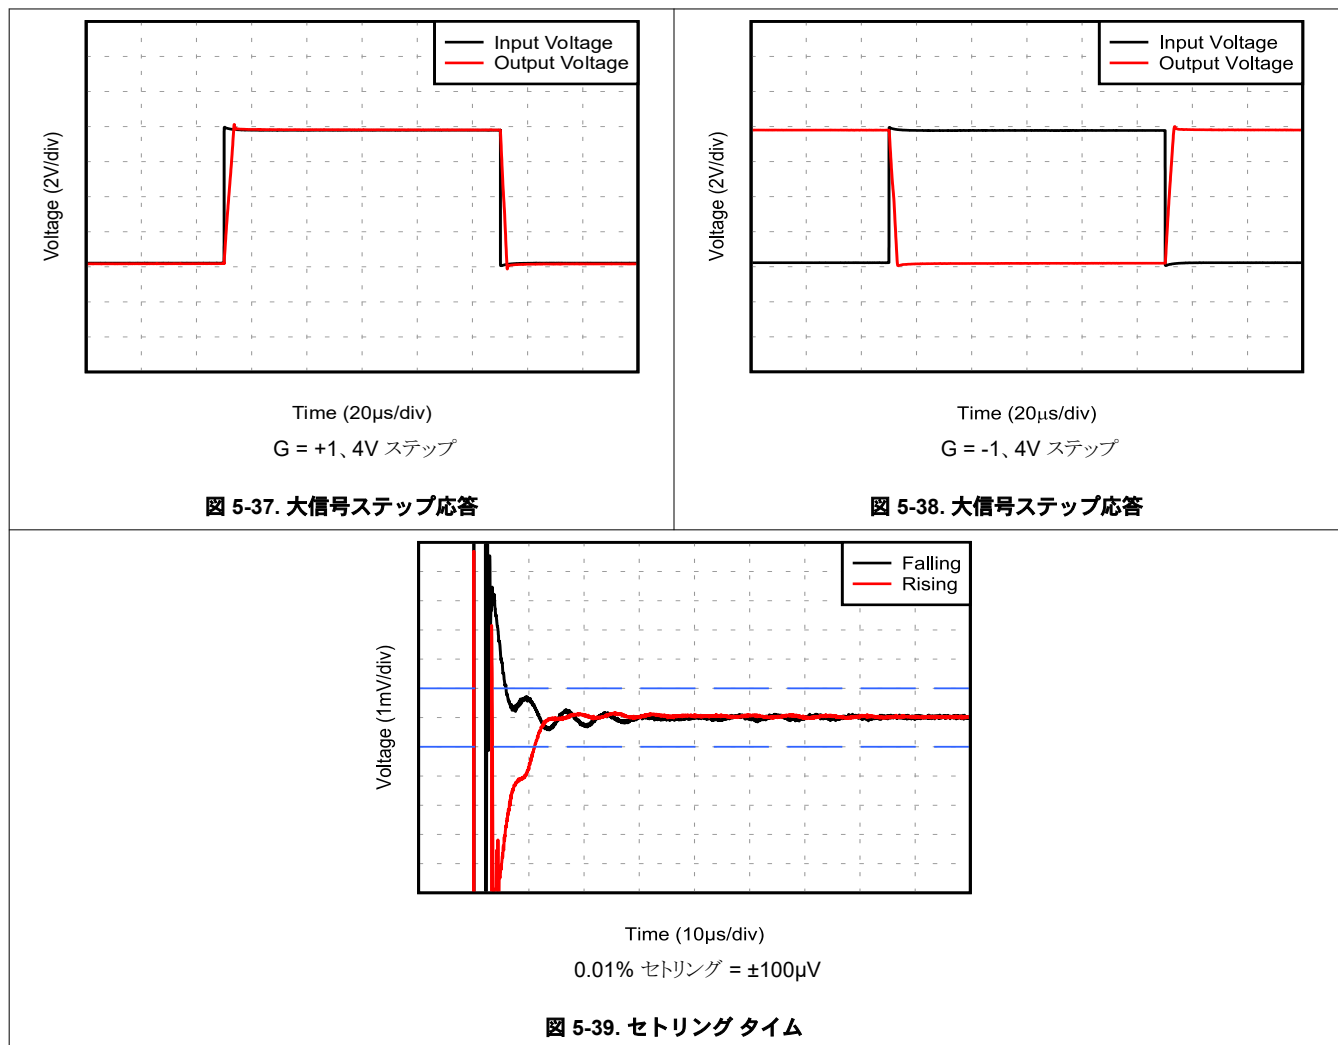 Input Voltage
Output Voltage
Voltage (2V/div)
Time (20µs/div)
G = +1、4V ステップ
図 5-37. 大信号ステップ応答
Input Voltage
Output Voltage
Voltage (2V/div)
Time (20µs/div)
G = -1、4V ステップ
図 5-38. 大信号ステップ応答
Falling
Rising
Voltage (1mV/div)
Time (10µs/div)
0.01% セトリング = ±100µV
図 5-39. セトリング タイム